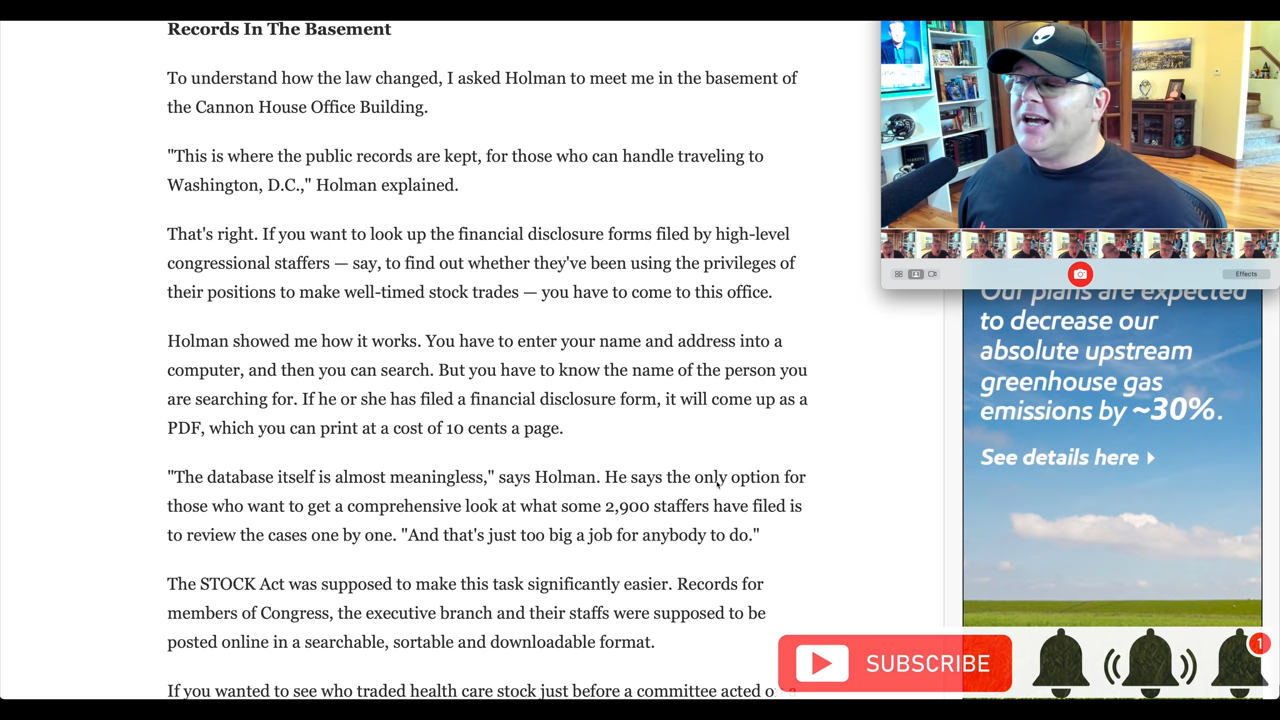 Records In The Basement
To understand how the law changed, I asked Holman to meet me in the basement of
the Cannon House Office Building.
"This is where the public records are kept, for those who can handle traveling to
Washington, D.C.," Holman explained.
That's right. If you want to look up the financial disclosure forms filed by high-level
congressional staffers — say, to find out whether they've been using the privileges of
their positions to make well-timed stock trades — you have to come to this office.
Holman showed me how it works. You have to enter your name and address into a
computer, and then you can search. But you have to know the name of the person you
are searching for. If he or she has filed a financial disclosure form, it will come up as a
PDF, which you can print at a cost of 10 cents a page.
"The database itself is almost meaningless," says Holman. He says the only option for
those who want to get a comprehensive look at what some 2,900 staffers have filed is
to review the cases one by one. "And that's just too big a job for anybody to do."
The STOCK Act was supposed to make this task significantly easier. Records for
members of Congress, the executive branch and their staffs were supposed to be
posted online in a searchable, sortable and downloadable format.
If you wanted to see who traded health care stock just before a committee acted
Effects
Our plans are expected
to decrease our
absolute upstream
greenhouse gas
emissions by ~30%.
See details here
SUBSCRIBE
1